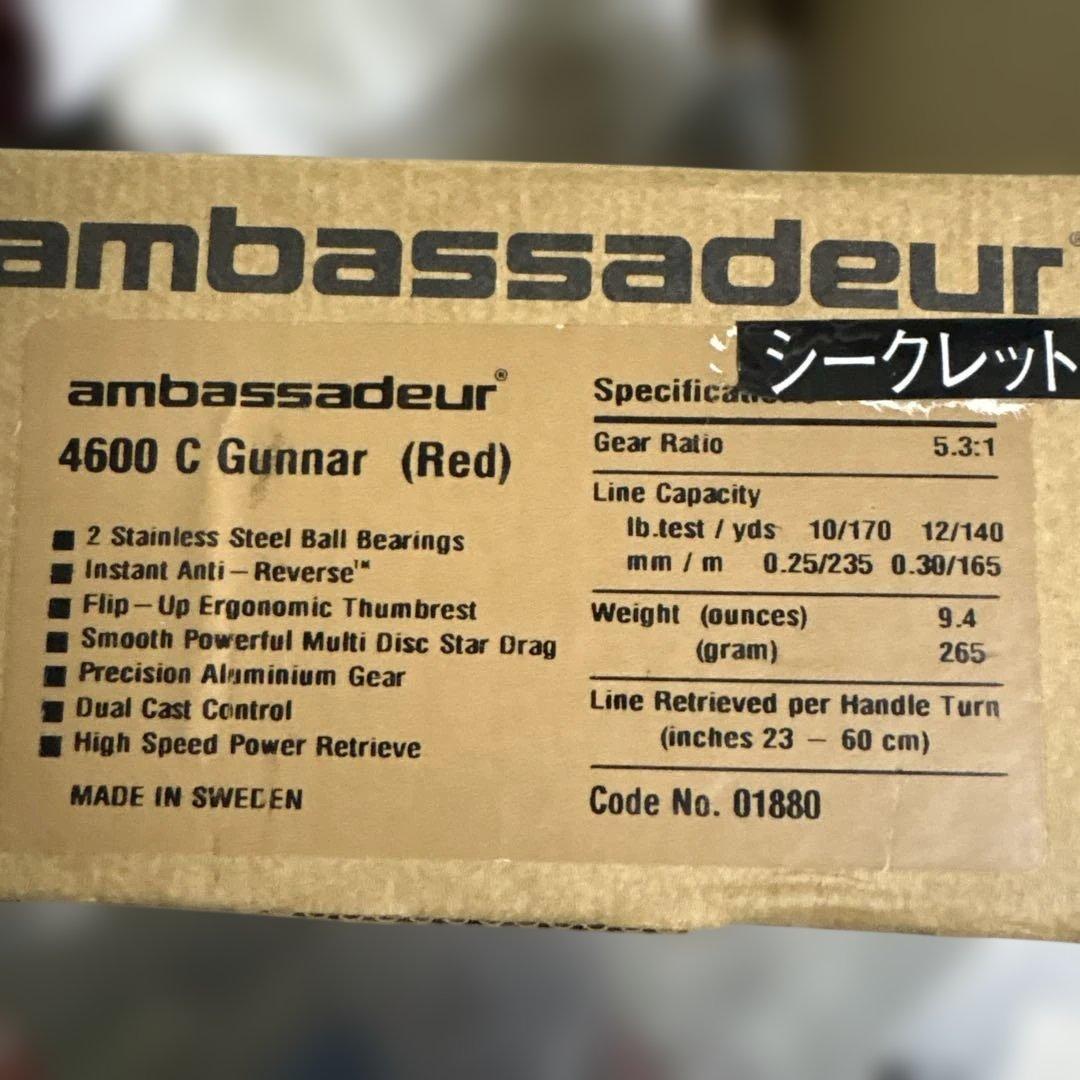 ambassadeur®
シークレット
ambassadeur®
4600 C Gunnar (Red)
■ 2 Stainless Steel Ball Bearings
■ Instant Anti-Reverse™
■ Flip-Up Ergonomic Thumbrest
■ Smooth Powerful Multi Disc Star Drag
■ Precision Aluminium Gear
■ Dual Cast Control
■ High Speed Power Retrieve
MADE IN SWEDEN
Gear Ratio 5.3:1
Line Capacity
lb.test / yds 10/170 12/140
mm / m 0.25/235 0.30/165
Weight (ounces) 9.4
(gram) 265
Line Retrieved per Handle Turn
(inches 23 - 60 cm)
Code No. 01880